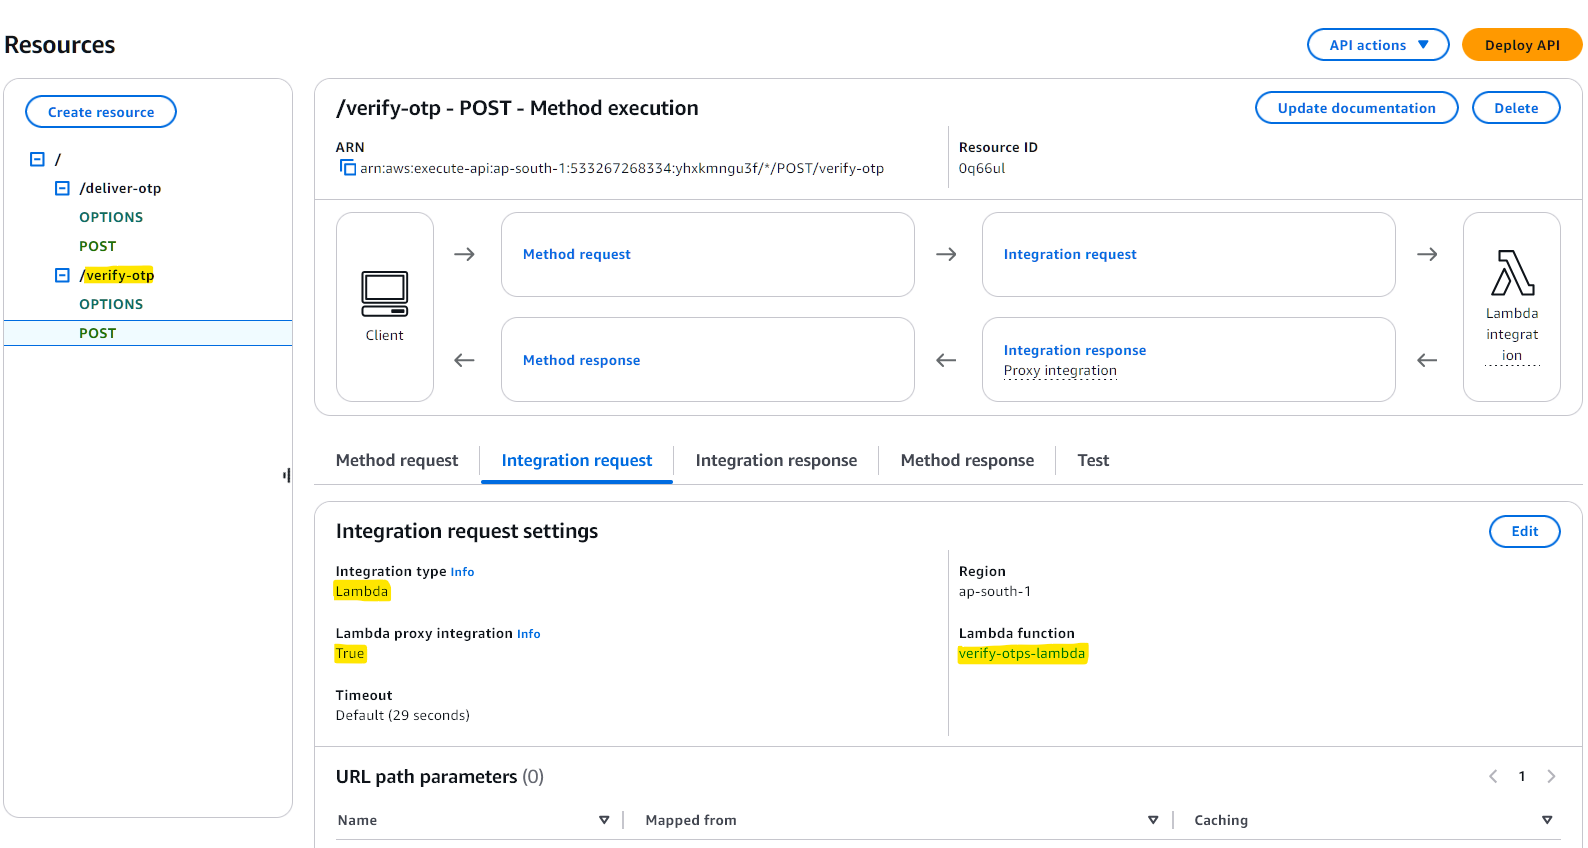 Resources
API actions
Deploy API
Create resource
/
/deliver-otp
OPTIONS
POST
/verify-otp
OPTIONS
POST
/verify-otp - POST - Method execution
Update documentation
Delete
ARN
arn:aws:execute-api:ap-south-1:533267268334:yhxkmngu3f/*/POST/verify-otp
Resource ID
0q66ul
Client
Method request
Integration request
Method response
Integration response
Proxy integration
Lambda
integrat
ion
Method request
Integration request
Integration response
Method response
Test
Integration request settings
Edit
Integration type Info
Lambda
Region
ap-south-1
Lambda proxy integration Info
True
Lambda function
verify-otps-lambda
Timeout
Default (29 seconds)
URL path parameters (0)
1
Name
Mapped from
Caching